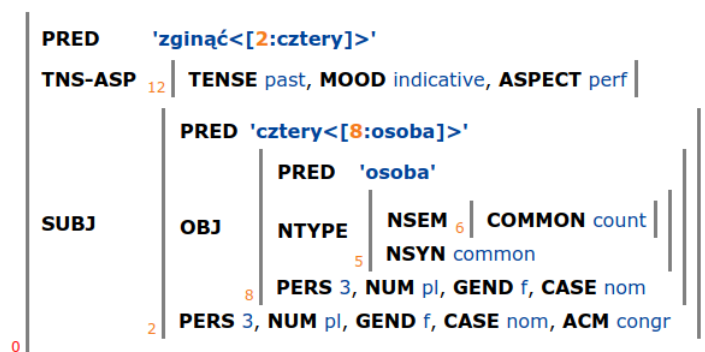 PRED 'zginąć<[2:cztery]>'
TNS-ASP 12 TENSE past, MOOD indicative, ASPECT perf
PRED 'cztery<[8:osoba]>'
PRED 'osoba'
SUBJ OBJ NTYPE 5 NSEM 6 COMMON count
NSYN common
8 PERS 3, NUM pl, GEND f, CASE nom
2 PERS 3, NUM pl, GEND f, CASE nom, ACM congr
0